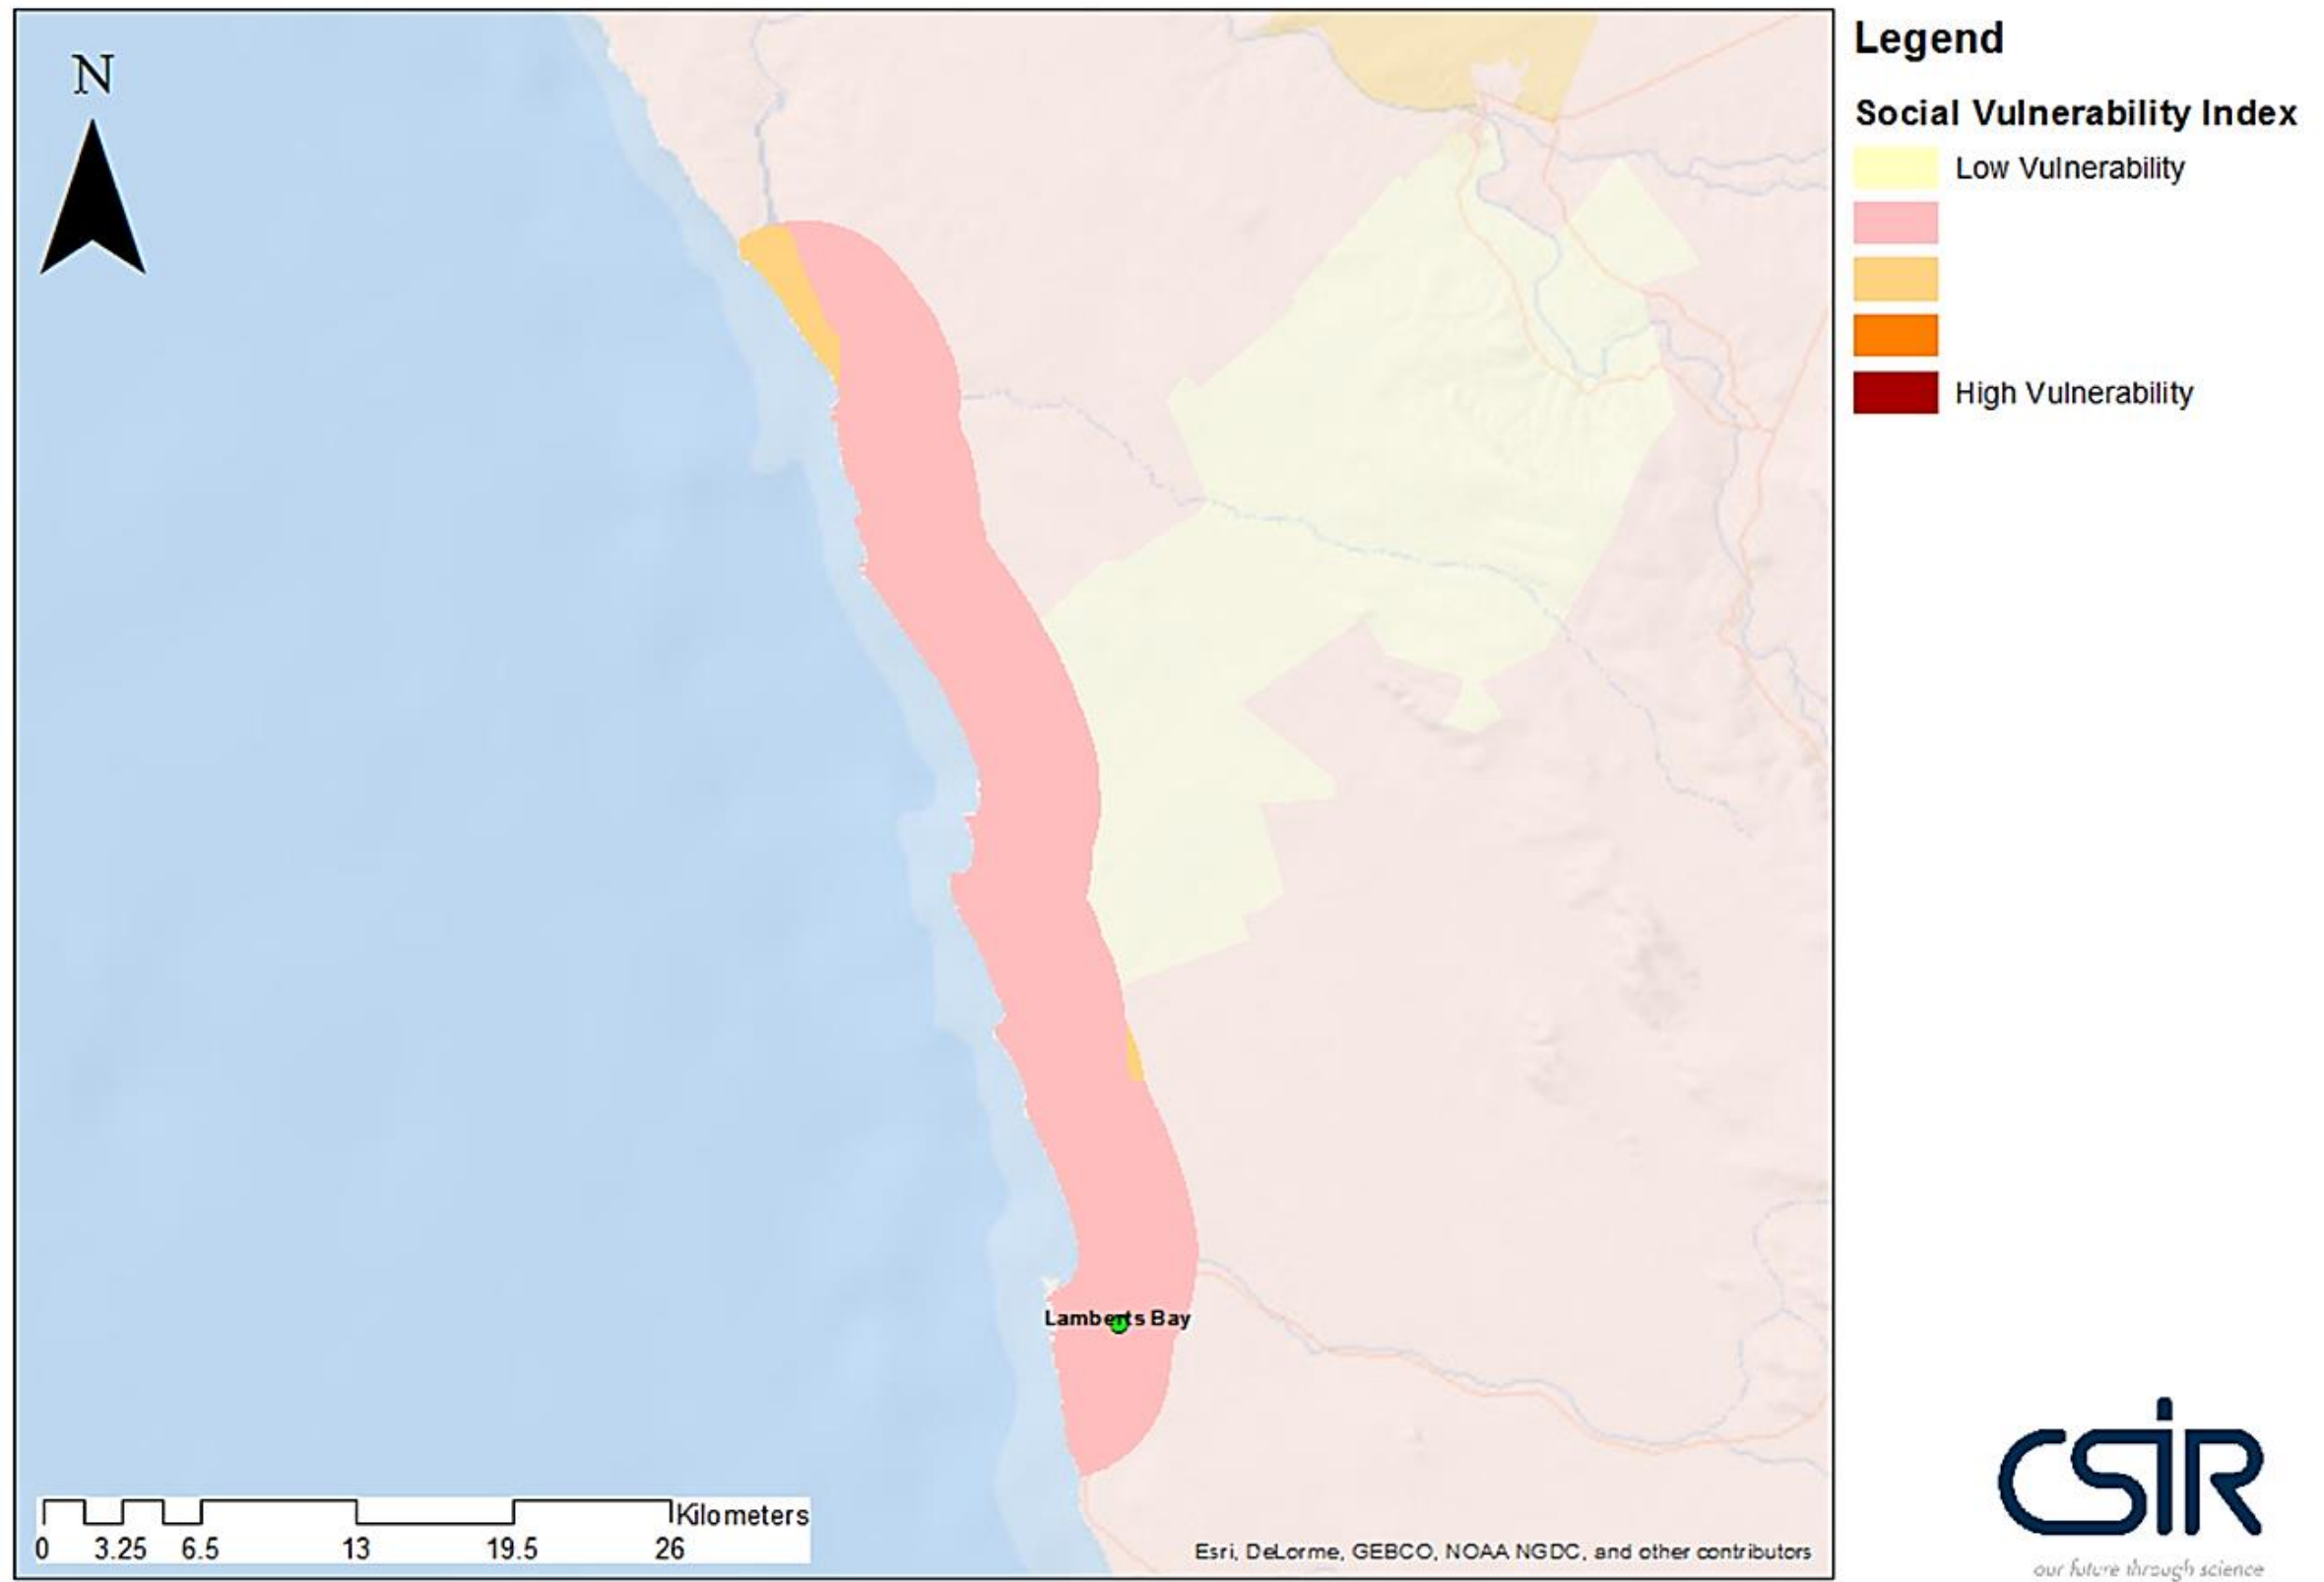 N
Legend
Social Vulnerability Index
Low Vulnerability
High Vulnerability
Lamberts Bay
Kilometers
0 3.25 6.5 13 19.5 26
Esri, DeLorme, GEBCO, NOAA NGDC, and other contributors
CSIR
our future through science